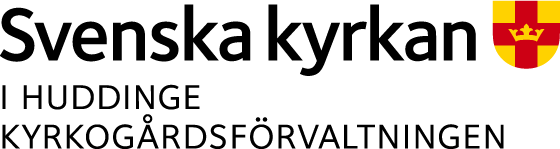 Svenska kyrkan
I HUDDINGE
KYRKOGÅRDSFÖRVALTNINGEN